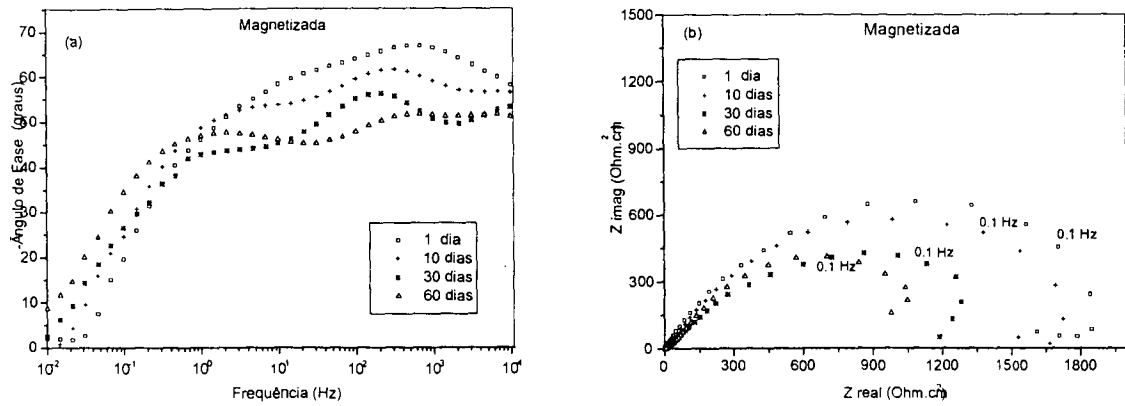 Magnetizada
(a)
-Ângulo de Fase (graus)
70
60
50
40
30
20
10
0
1 dia
10 dias
30 dias
60 dias
10⁻²
10⁻¹
10⁰
10¹
10²
10³
10⁴
Frequência (Hz)
(b)
Magnetizada
Z imag (Ohm.cm²)
1500
1200
900
600
300
0
1 dia
10 dias
30 dias
60 dias
0.1 Hz
0.1 Hz
0.1 Hz
0.1 Hz
0
300
600
900
1200
1500
1800
Z real (Ohm.cm²)